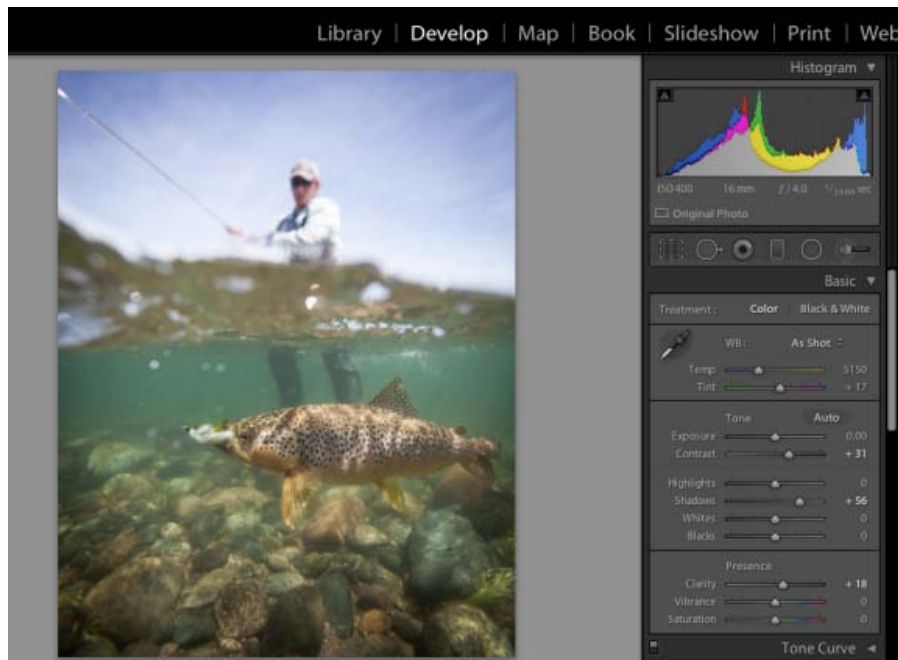 Library | Develop | Map | Book | Slideshow | Print | Web
Histogram
ISO 400 16 mm f / 4.0 sec
Original Photo
Basic
Treatment : Color | Black & White
WB : As Shot
Temp 5150
Tint + 17
Tone Auto
Exposure 0.00
Contrast + 31
Highlights 0
Shadows + 56
Whites 0
Blacks 0
Presence
Clarity + 18
Vibrance 0
Saturation 0
Tone Curve